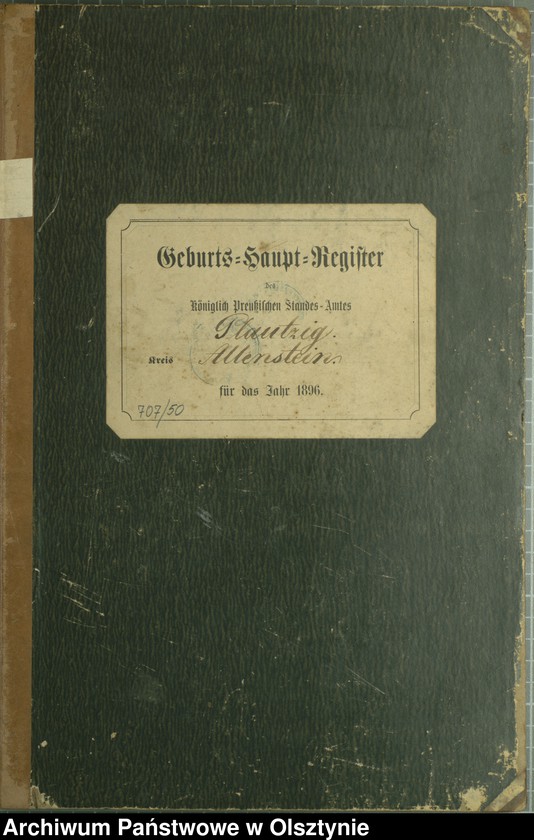 Geburts-Haupt-Register
des
Königlich Preußischen Standes-Amtes
Plautzig.
Kreis Allenstein.
für das Jahr 1896.
707/50
Archiwum Państwowe w Olsztynie